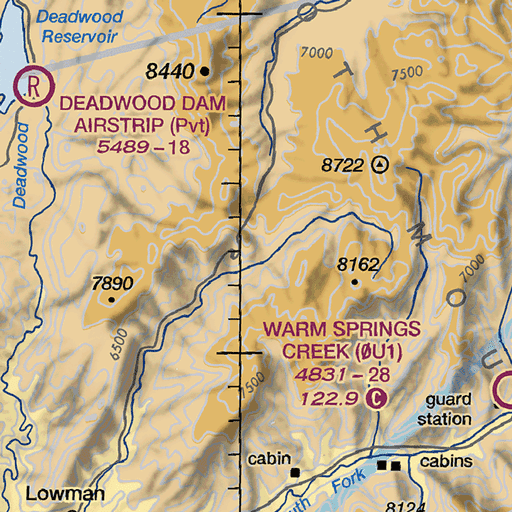 Deadwood
Reservoir
8440
7000
7500
R
DEADWOOD DAM
AIRSTRIP (Pvt)
5489 – 18
Deadwood
T
H
8722
M
O
U
7890
8162
7000
6500
WARM SPRINGS
CREEK (ØU1)
4831 – 28
122.9 C
7500
guard
station
cabin
cabins
Fork
Lowman
8124